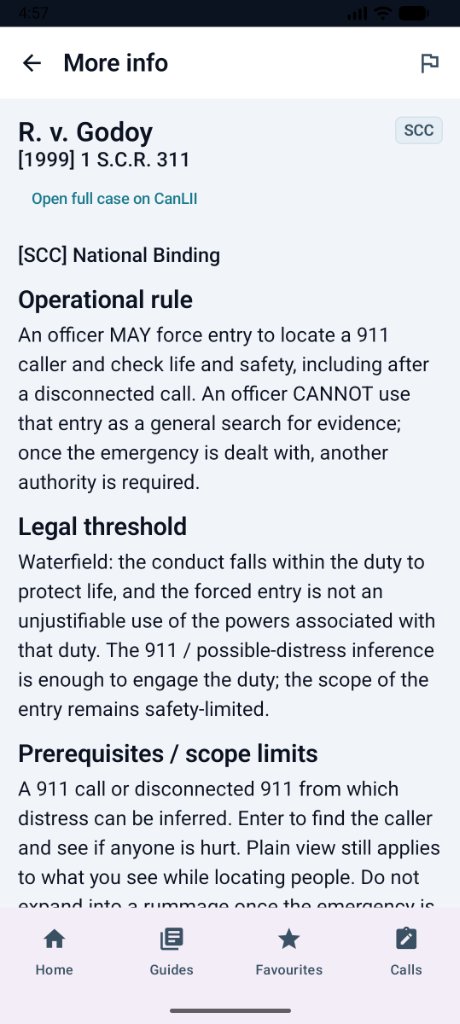 4:57
More info
R. v. Godoy
SCC
[1999] 1 S.C.R. 311
Open full case on CanLII
[SCC] National Binding
Operational rule
An officer MAY force entry to locate a 911
caller and check life and safety, including after
a disconnected call. An officer CANNOT use
that entry as a general search for evidence;
once the emergency is dealt with, another
authority is required.
Legal threshold
Waterfield: the conduct falls within the duty to
protect life, and the forced entry is not an
unjustifiable use of the powers associated with
that duty. The 911 / possible-distress inference
is enough to engage the duty; the scope of the
entry remains safety-limited.
Prerequisites / scope limits
A 911 call or disconnected 911 from which
distress can be inferred. Enter to find the caller
and see if anyone is hurt. Plain view still applies
to what you see while locating people. Do not
expand into a rummage once the emergency is
Home
Guides
Favourites
Calls